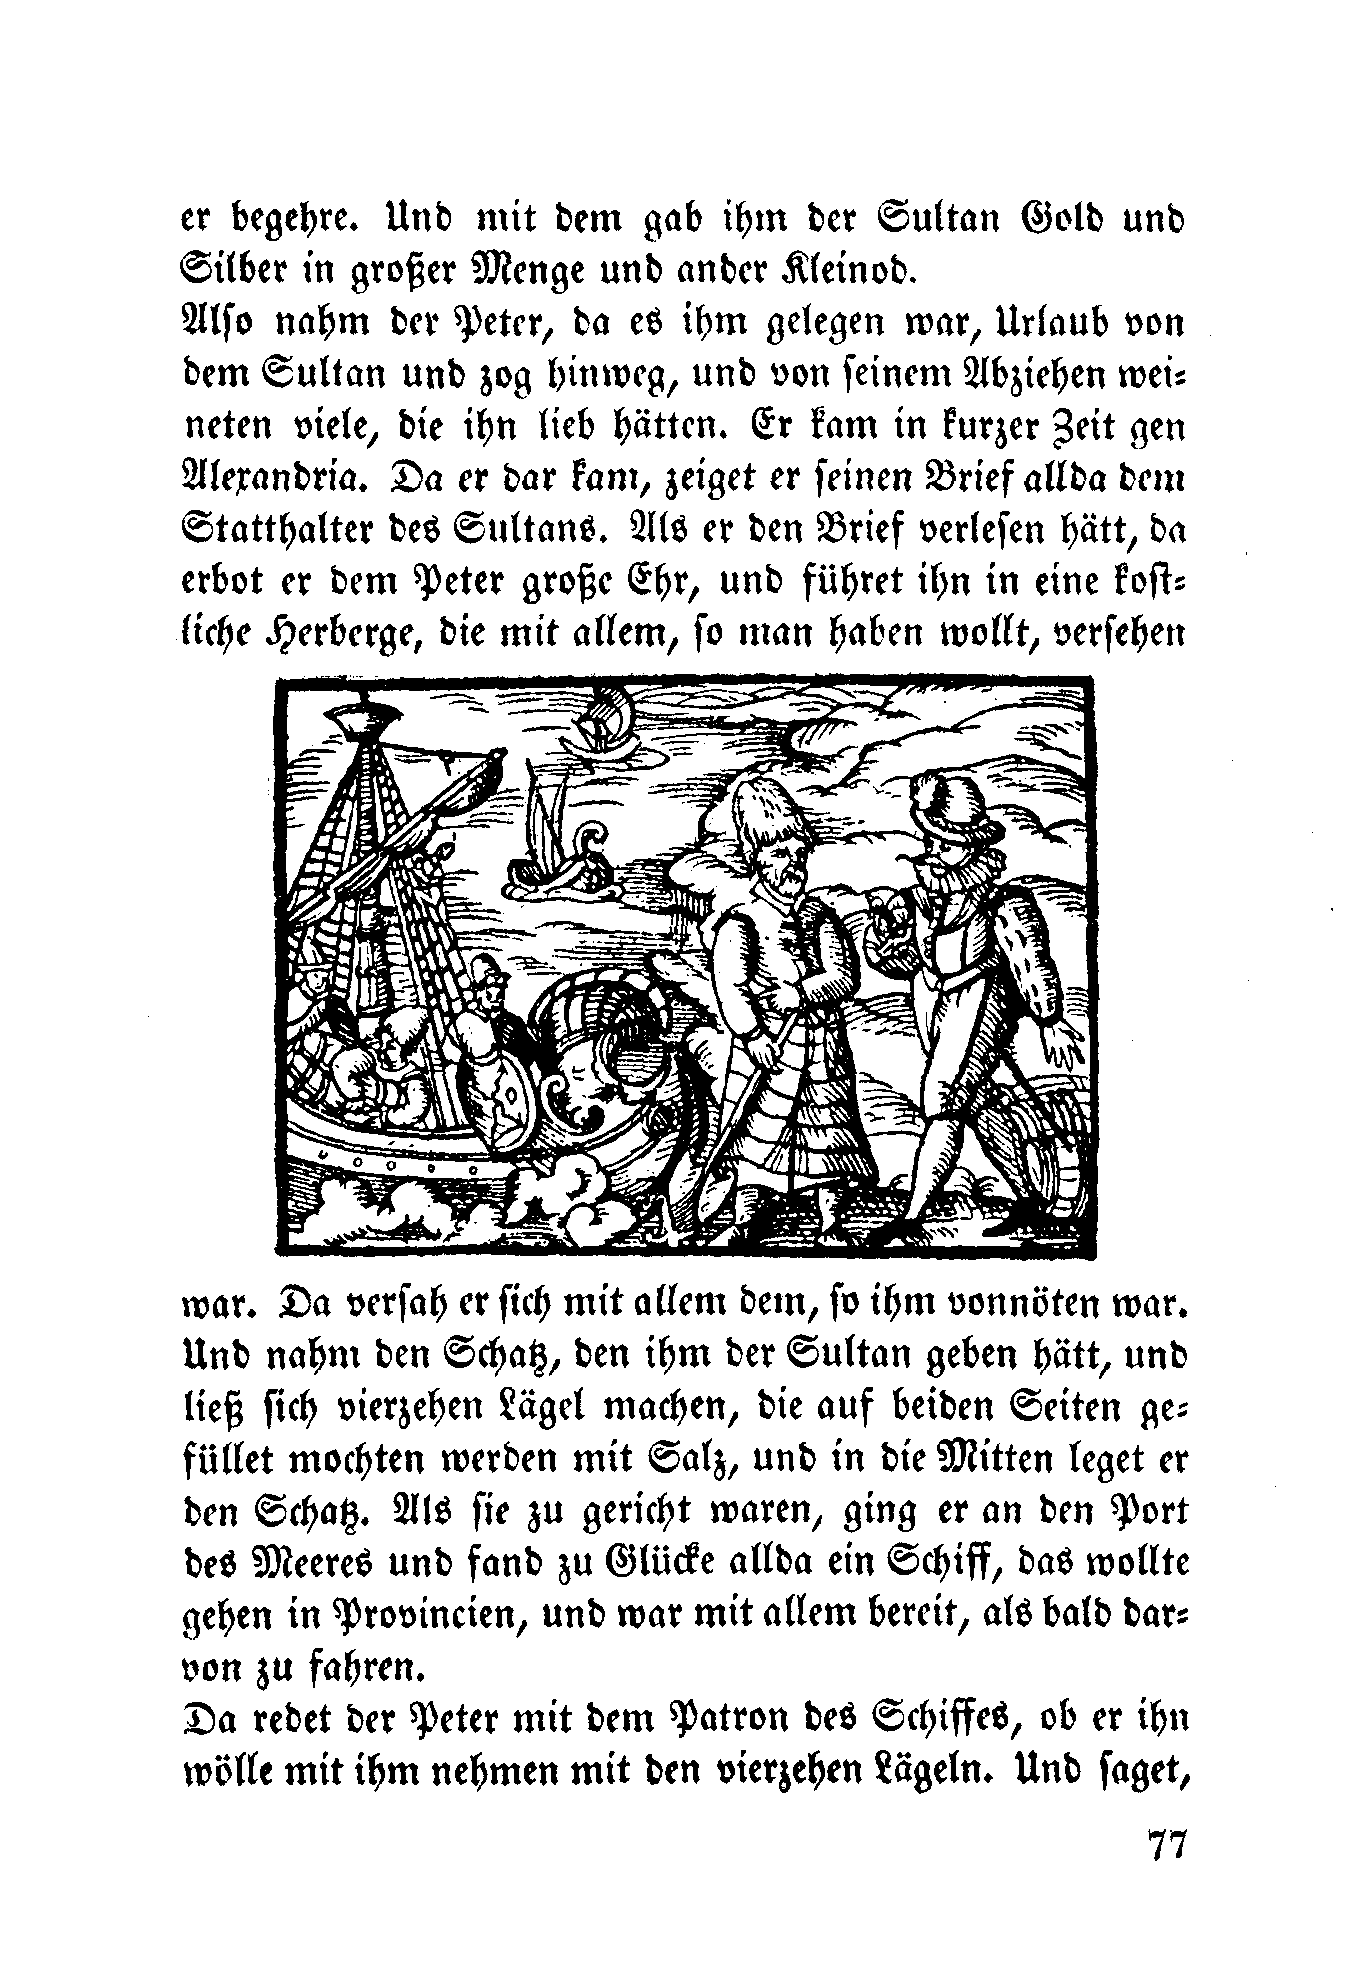 er begehre. Und mit dem gab ihm der Sultan Gold und
Silber in großer Menge und ander Kleinod.
Also nahm der Peter, da es ihm gelegen war, Urlaub von
dem Sultan und zog hinweg, und von seinem Abziehen wei-
neten viele, die ihn lieb hätten. Er kam in kurzer Zeit gen
Alexandria. Da er dar kam, zeiget er seinen Brief allda dem
Statthalter des Sultans. Als er den Brief verlesen hätt, da
erbot er dem Peter große Ehr, und führet ihn in eine köst-
liche Herberge, die mit allem, so man haben wollt, versehen
war. Da versah er sich mit allem dem, so ihm vonnöten war.
Und nahm den Schatz, den ihm der Sultan geben hätt, und
ließ sich vierzehen Lägel machen, die auf beiden Seiten ge-
füllet mochten werden mit Salz, und in die Mitten leget er
den Schatz. Als sie zu gericht waren, ging er an den Port
des Meeres und fand zu Glücke allda ein Schiff, das wollte
gehen in Provincien, und war mit allem bereit, als bald dar-
von zu fahren.
Da redet der Peter mit dem Patron des Schiffes, ob er ihn
wölle mit ihm nehmen mit den vierzehen Lägeln. Und saget,
77